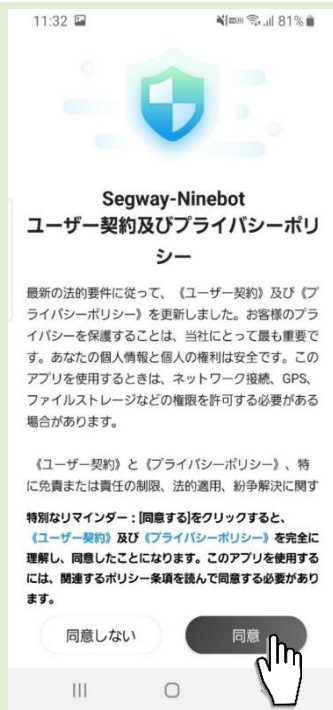 11:32 81%
Segway-Ninebot
ユーザー契約及びプライバシーポリ
シー
最新の法的要件に従って、《ユーザー契約》及び《プ
ライバシーポリシー》を更新しました。お客様のプラ
イバシーを保護することは、当社にとって最も重要で
す。あなたの個人情報と個人の権利は安全です。この
アプリを使用するときは、ネットワーク接続、GPS、
ファイルストレージなどの権限を許可する必要がある
場合があります。
《ユーザー契約》と《プライバシーポリシー》、特
に免責または責任の制限、法的適用、紛争解決に関す
特別なリマインダー：[同意する]をクリックすると、
《ユーザー契約》及び《プライバシーポリシー》を完全に
理解し、同意したことになります。このアプリを使用する
には、関連するポリシー条項を読んで同意する必要があり
ます。
同意しない 同意